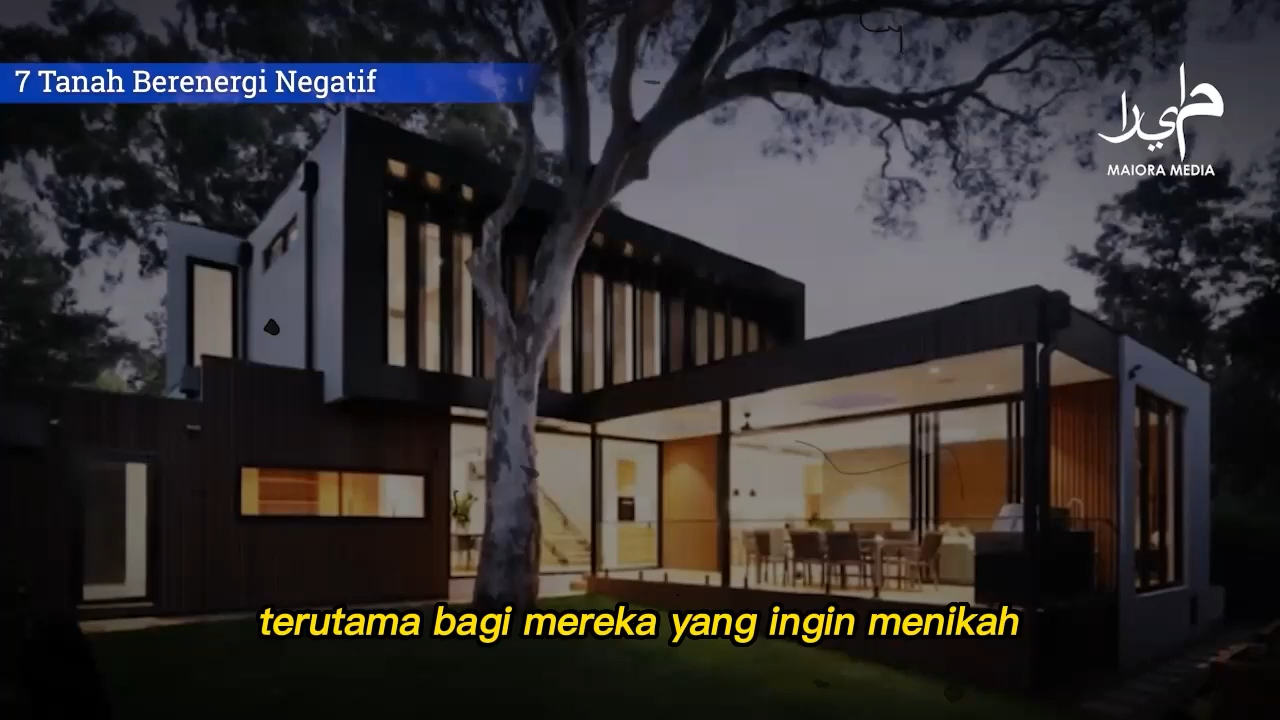 7 Tanah Berenergi Negatif
MAIORA MEDIA
terutama bagi mereka yang ingin menikah